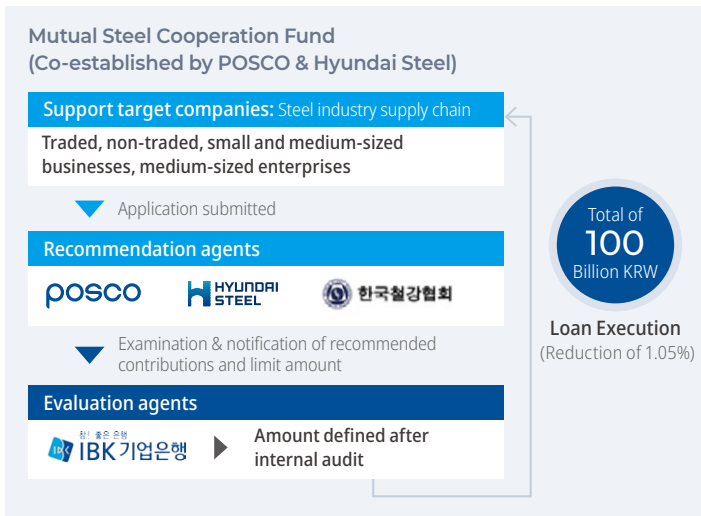 Mutual Steel Cooperation Fund
(Co-established by POSCO & Hyundai Steel)
Support target companies: Steel industry supply chain
Traded, non-traded, small and medium-sized
businesses, medium-sized enterprises
Application submitted
Recommendation agents
posco
HYUNDAI
STEEL
한국철강협회
Examination & notification of recommended
contributions and limit amount
Evaluation agents
참! 좋은 은행
IBK기업은행
Amount defined after
internal audit
Total of
100
Billion KRW
Loan Execution
(Reduction of 1.05%)